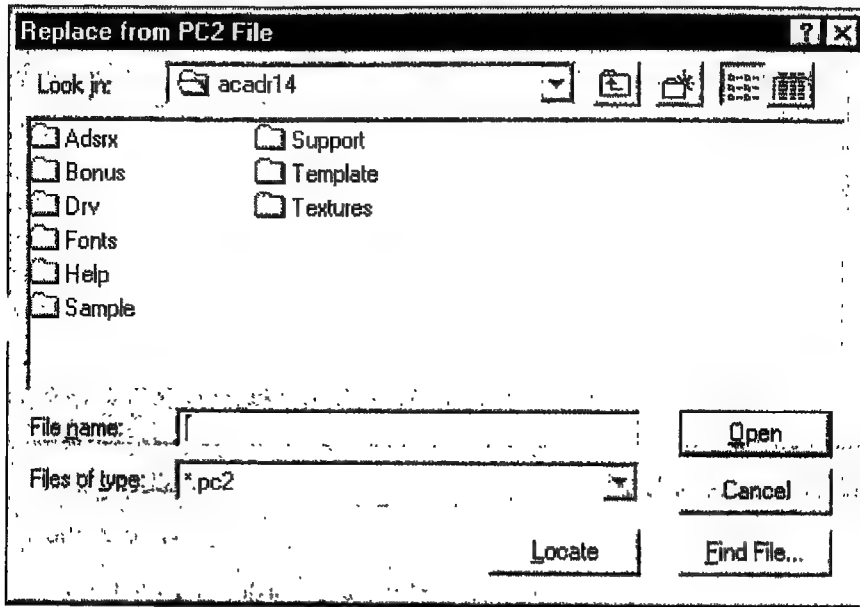 Replace from PC2 File
Look in: acadr14
Adsrx Support
Bonus Template
Drv Textures
Fonts
Help
Sample
File name: Open
Files of type: *.pc2 Cancel
Locate Find File...